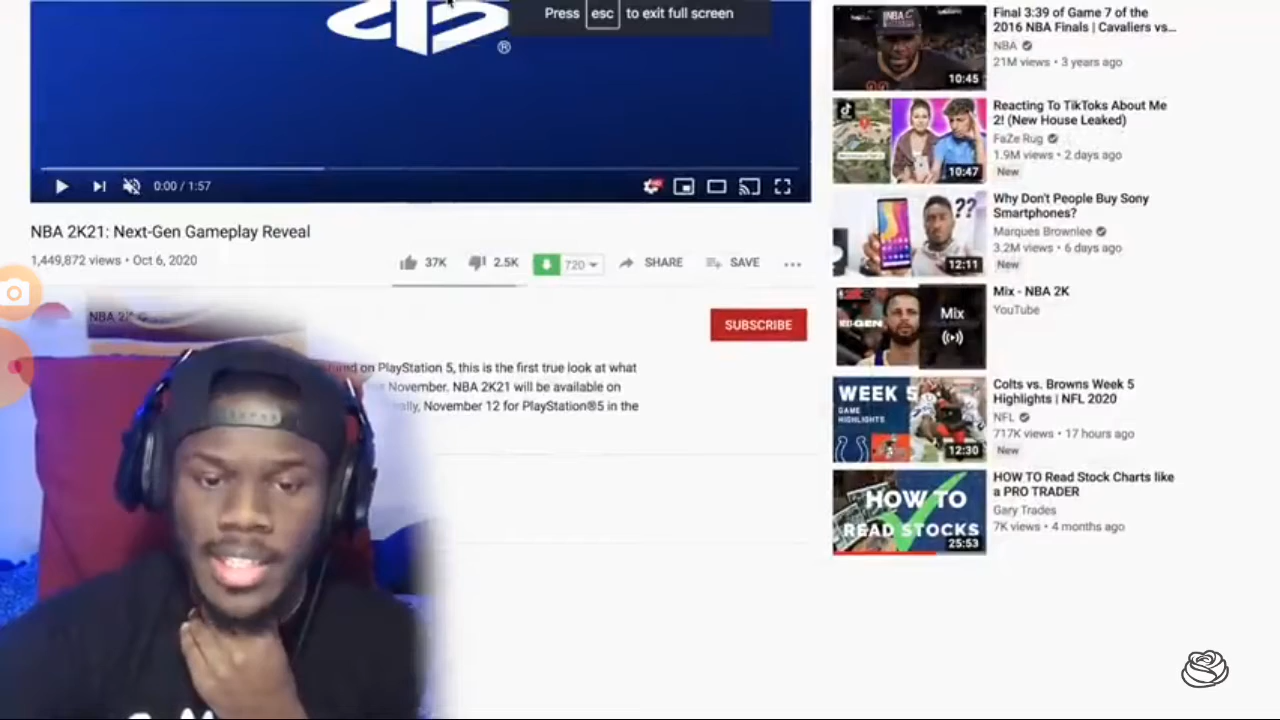 Press esc to exit full screen
0:00 / 1:57
NBA 2K21: Next-Gen Gameplay Reveal
1,449,872 views • Oct 6, 2020
37K
2.5K
720
SHARE
SAVE
NBA 2K
SUBSCRIBE
on PlayStation 5, this is the first true look at what
November. NBA 2K21 will be available on
November 12 for PlayStation®5 in the
Final 3:39 of Game 7 of the
2016 NBA Finals | Cavaliers vs...
NBA
21M views • 3 years ago
10:45
Reacting To TikToks About Me
2! (New House Leaked)
FaZe Rug
1.9M views • 2 days ago
New
10:47
Why Don't People Buy Sony
Smartphones?
Marques Brownlee
3.2M views • 6 days ago
New
??
12:11
Mix - NBA 2K
YouTube
Mix
Colts vs. Browns Week 5
Highlights | NFL 2020
NFL
717K views • 17 hours ago
New
WEEK 5
GAME
HIGHLIGHTS
12:30
HOW TO Read Stock Charts like
a PRO TRADER
Gary Trades
7K views • 4 months ago
HOW TO
READ STOCKS
25:53